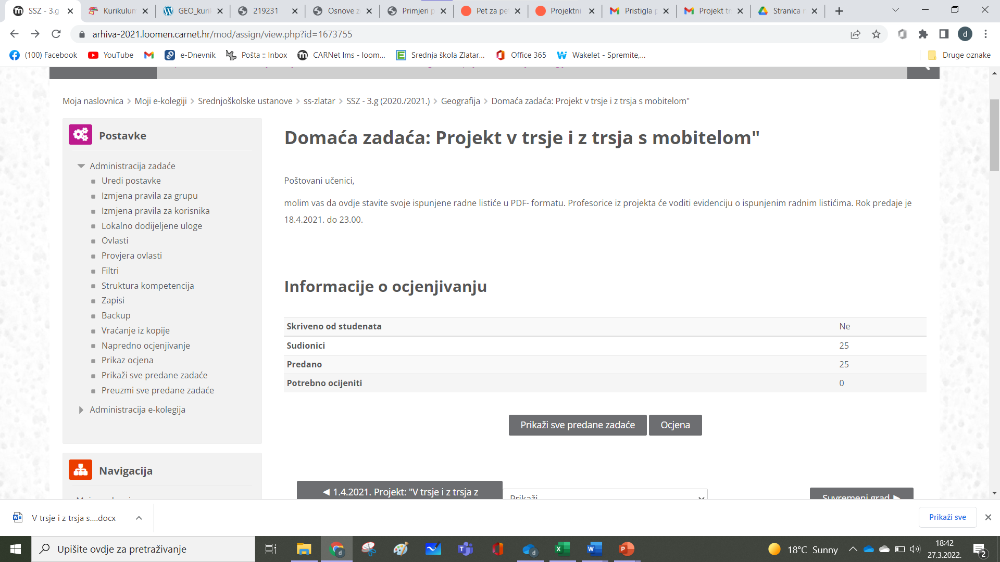 SSZ - 3.g
Kurikulum
GEO_kuril
219231
Osnove z
Primjeri p
Pet za pe
Projektni
Pristigla p
Projekt tr
Stranica n
arhiva-2021.loomen.carnet.hr/mod/assign/view.php?id=1673755
d
(100) Facebook
YouTube
e-Dnevnik
Pošta :: Inbox
CARNet lms - loom...
Srednja škola Zlatar...
Office 365
Wakelet - Spremite,...
Druge oznake
Moja naslovnica > Moji e-kolegiji > Srednjoškolske ustanove > ss-zlatar > SSZ - 3.g (2020./2021.) > Geografija > Domaća zadaća: Projekt v trsje i z trsja s mobitelom"
Postavke
Administracija zadaće
Uredi postavke
Izmjena pravila za grupu
Izmjena pravila za korisnika
Lokalno dodijeljene uloge
Ovlasti
Provjera ovlasti
Filtri
Struktura kompetencija
Zapisi
Backup
Vraćanje iz kopije
Napredno ocjenjivanje
Prikaz ocjena
Prikaži sve predane zadaće
Preuzmi sve predane zadaće
Administracija e-kolegija
Navigacija
Domaća zadaća: Projekt v trsje i z trsja s mobitelom"
Poštovani učenici,
molim vas da ovdje stavite svoje ispunjene radne listiće u PDF- formatu. Profesorice iz projekta će voditi evidenciju o ispunjenim radnim listićima. Rok predaje je
18.4.2021. do 23.00.
Informacije o ocjenjivanju
Skriveno od studenata Ne
Sudionici 25
Predano 25
Potrebno ocijeniti 0
Prikaži sve predane zadaće
Ocjena
◀ 1.4.2021. Projekt: "V trsje i z trsja z
Prikaži
Suvremeni grad ▶
V trsje i z trsja s....docx
Prikaži sve
Upišite ovdje za pretraživanje
18°C Sunny
18:42
27.3.2022.
2